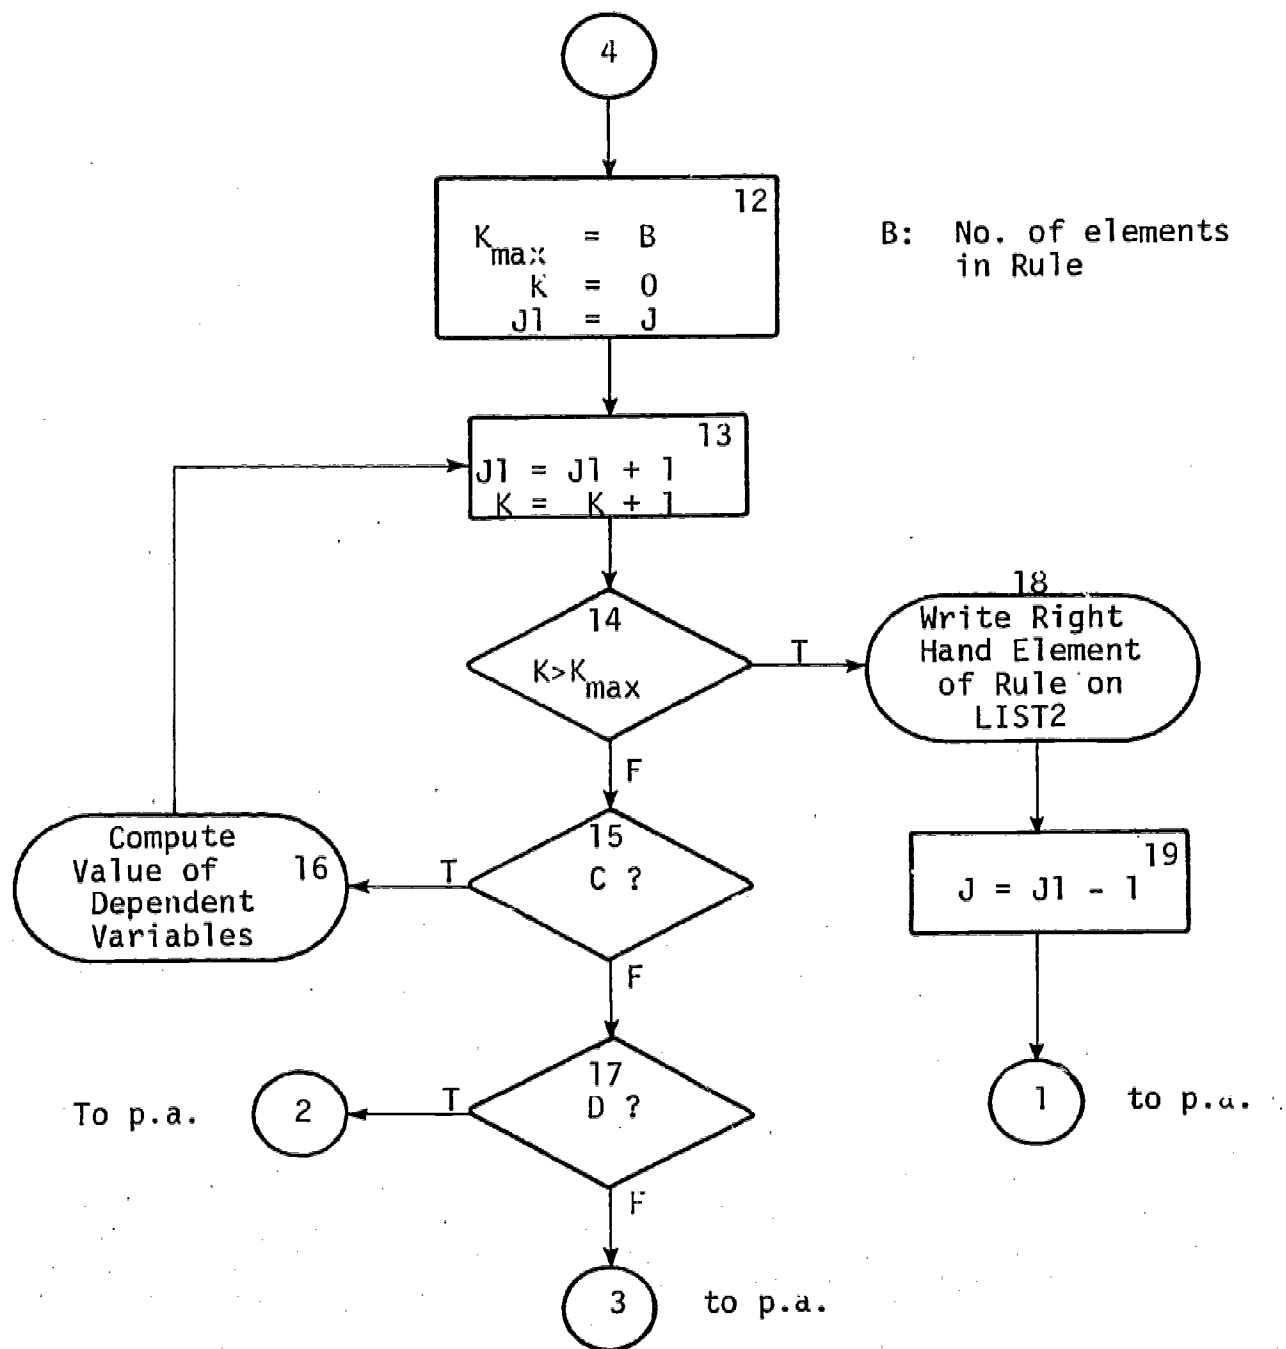 4
12
Kmax = B
K = 0
J1 = J
B: No. of elements
in Rule
13
J1 = J1 + 1
K = K + 1
14
K>Kmax
T
F
18
Write Right
Hand Element
of Rule on
LIST2
15
C ?
T
F
Compute
Value of
Dependent
Variables
16
19
J = J1 - 1
17
D ?
T
F
To p.a.
2
1
to p.a.
3
to p.a.